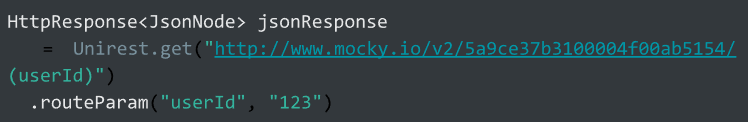 HttpResponse<JsonNode> jsonResponse
= Unirest.get("http://www.mocky.io/v2/5a9ce37b3100004f00ab5154/
(userId)")
.routeParam("userId", "123")